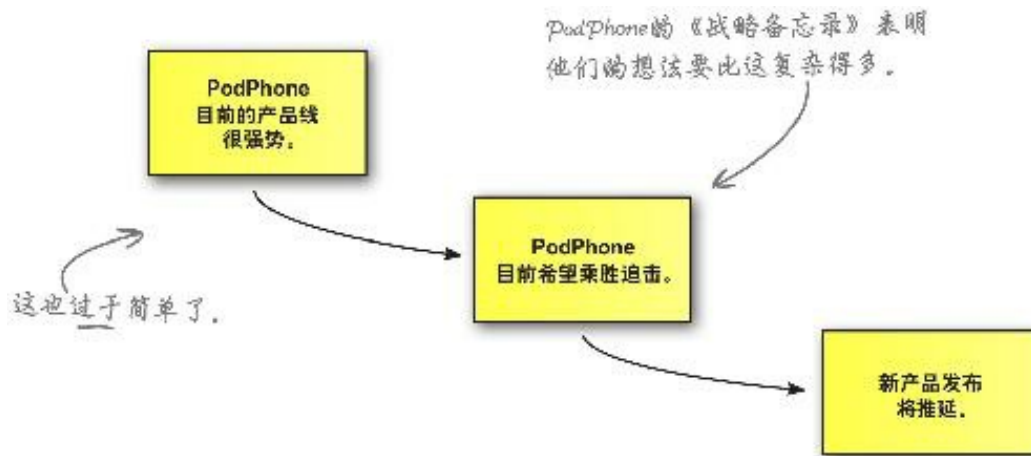 PodPhone的《战略备忘录》表明
他们的想法要比这复杂得多.
PodPhone
目前的产品线
很强势。
PodPhone
目前希望乘胜追击。
这也过于简单了.
新产品发布
将推延。